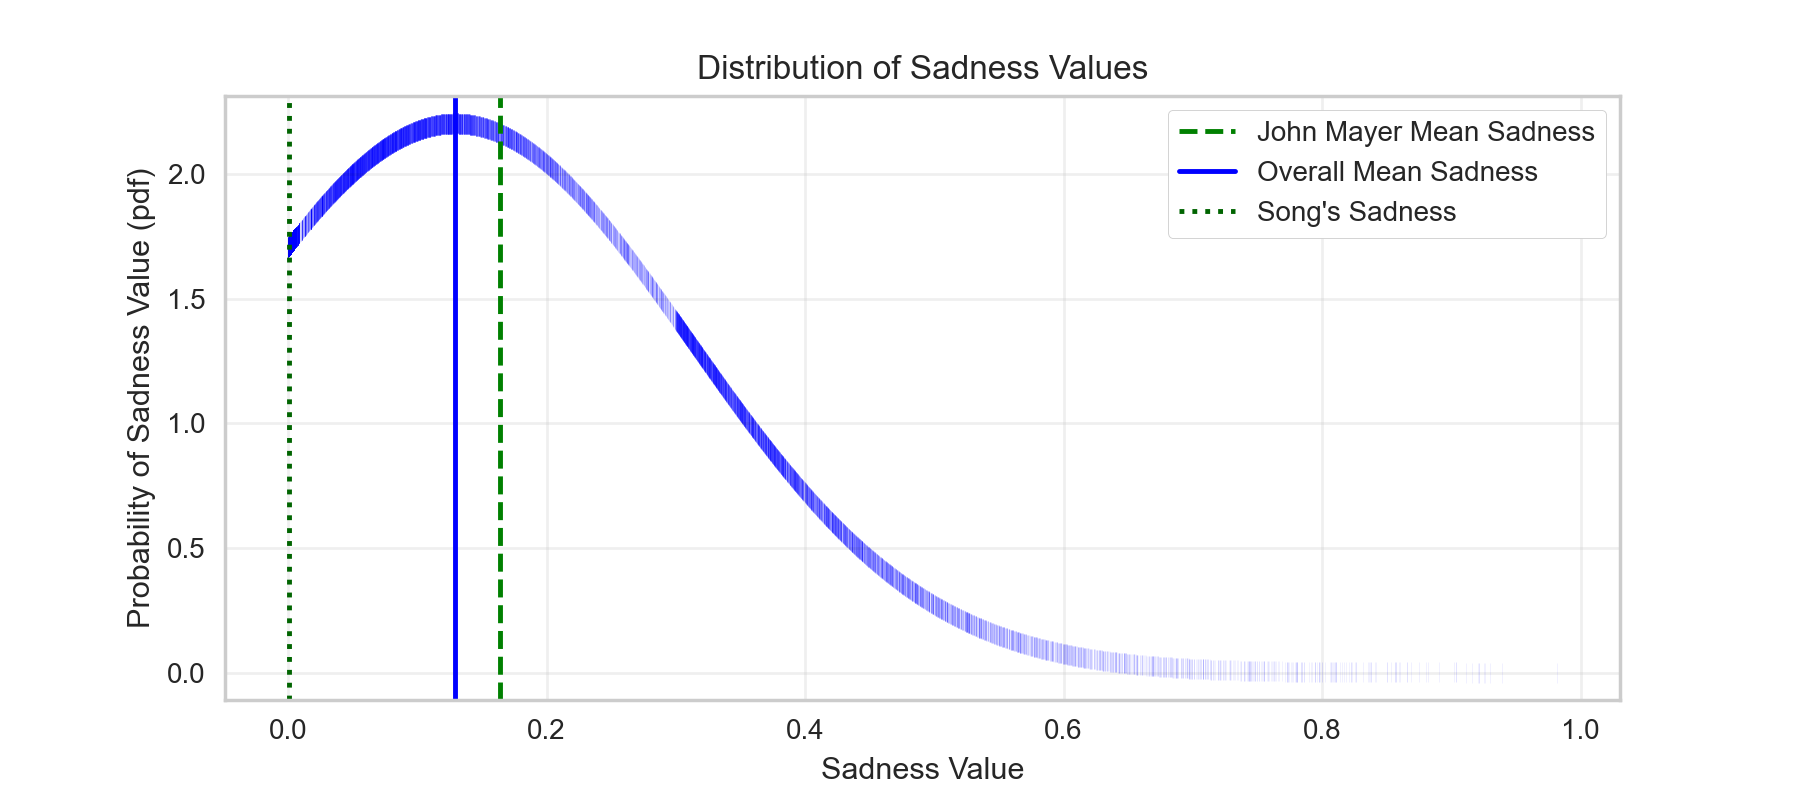 Distribution of Sadness Values
John Mayer Mean Sadness
Overall Mean Sadness
Song's Sadness
Probability of Sadness Value (pdf)
2.0
1.5
1.0
0.5
0.0
0.0 0.2 0.4 0.6 0.8 1.0
Sadness Value